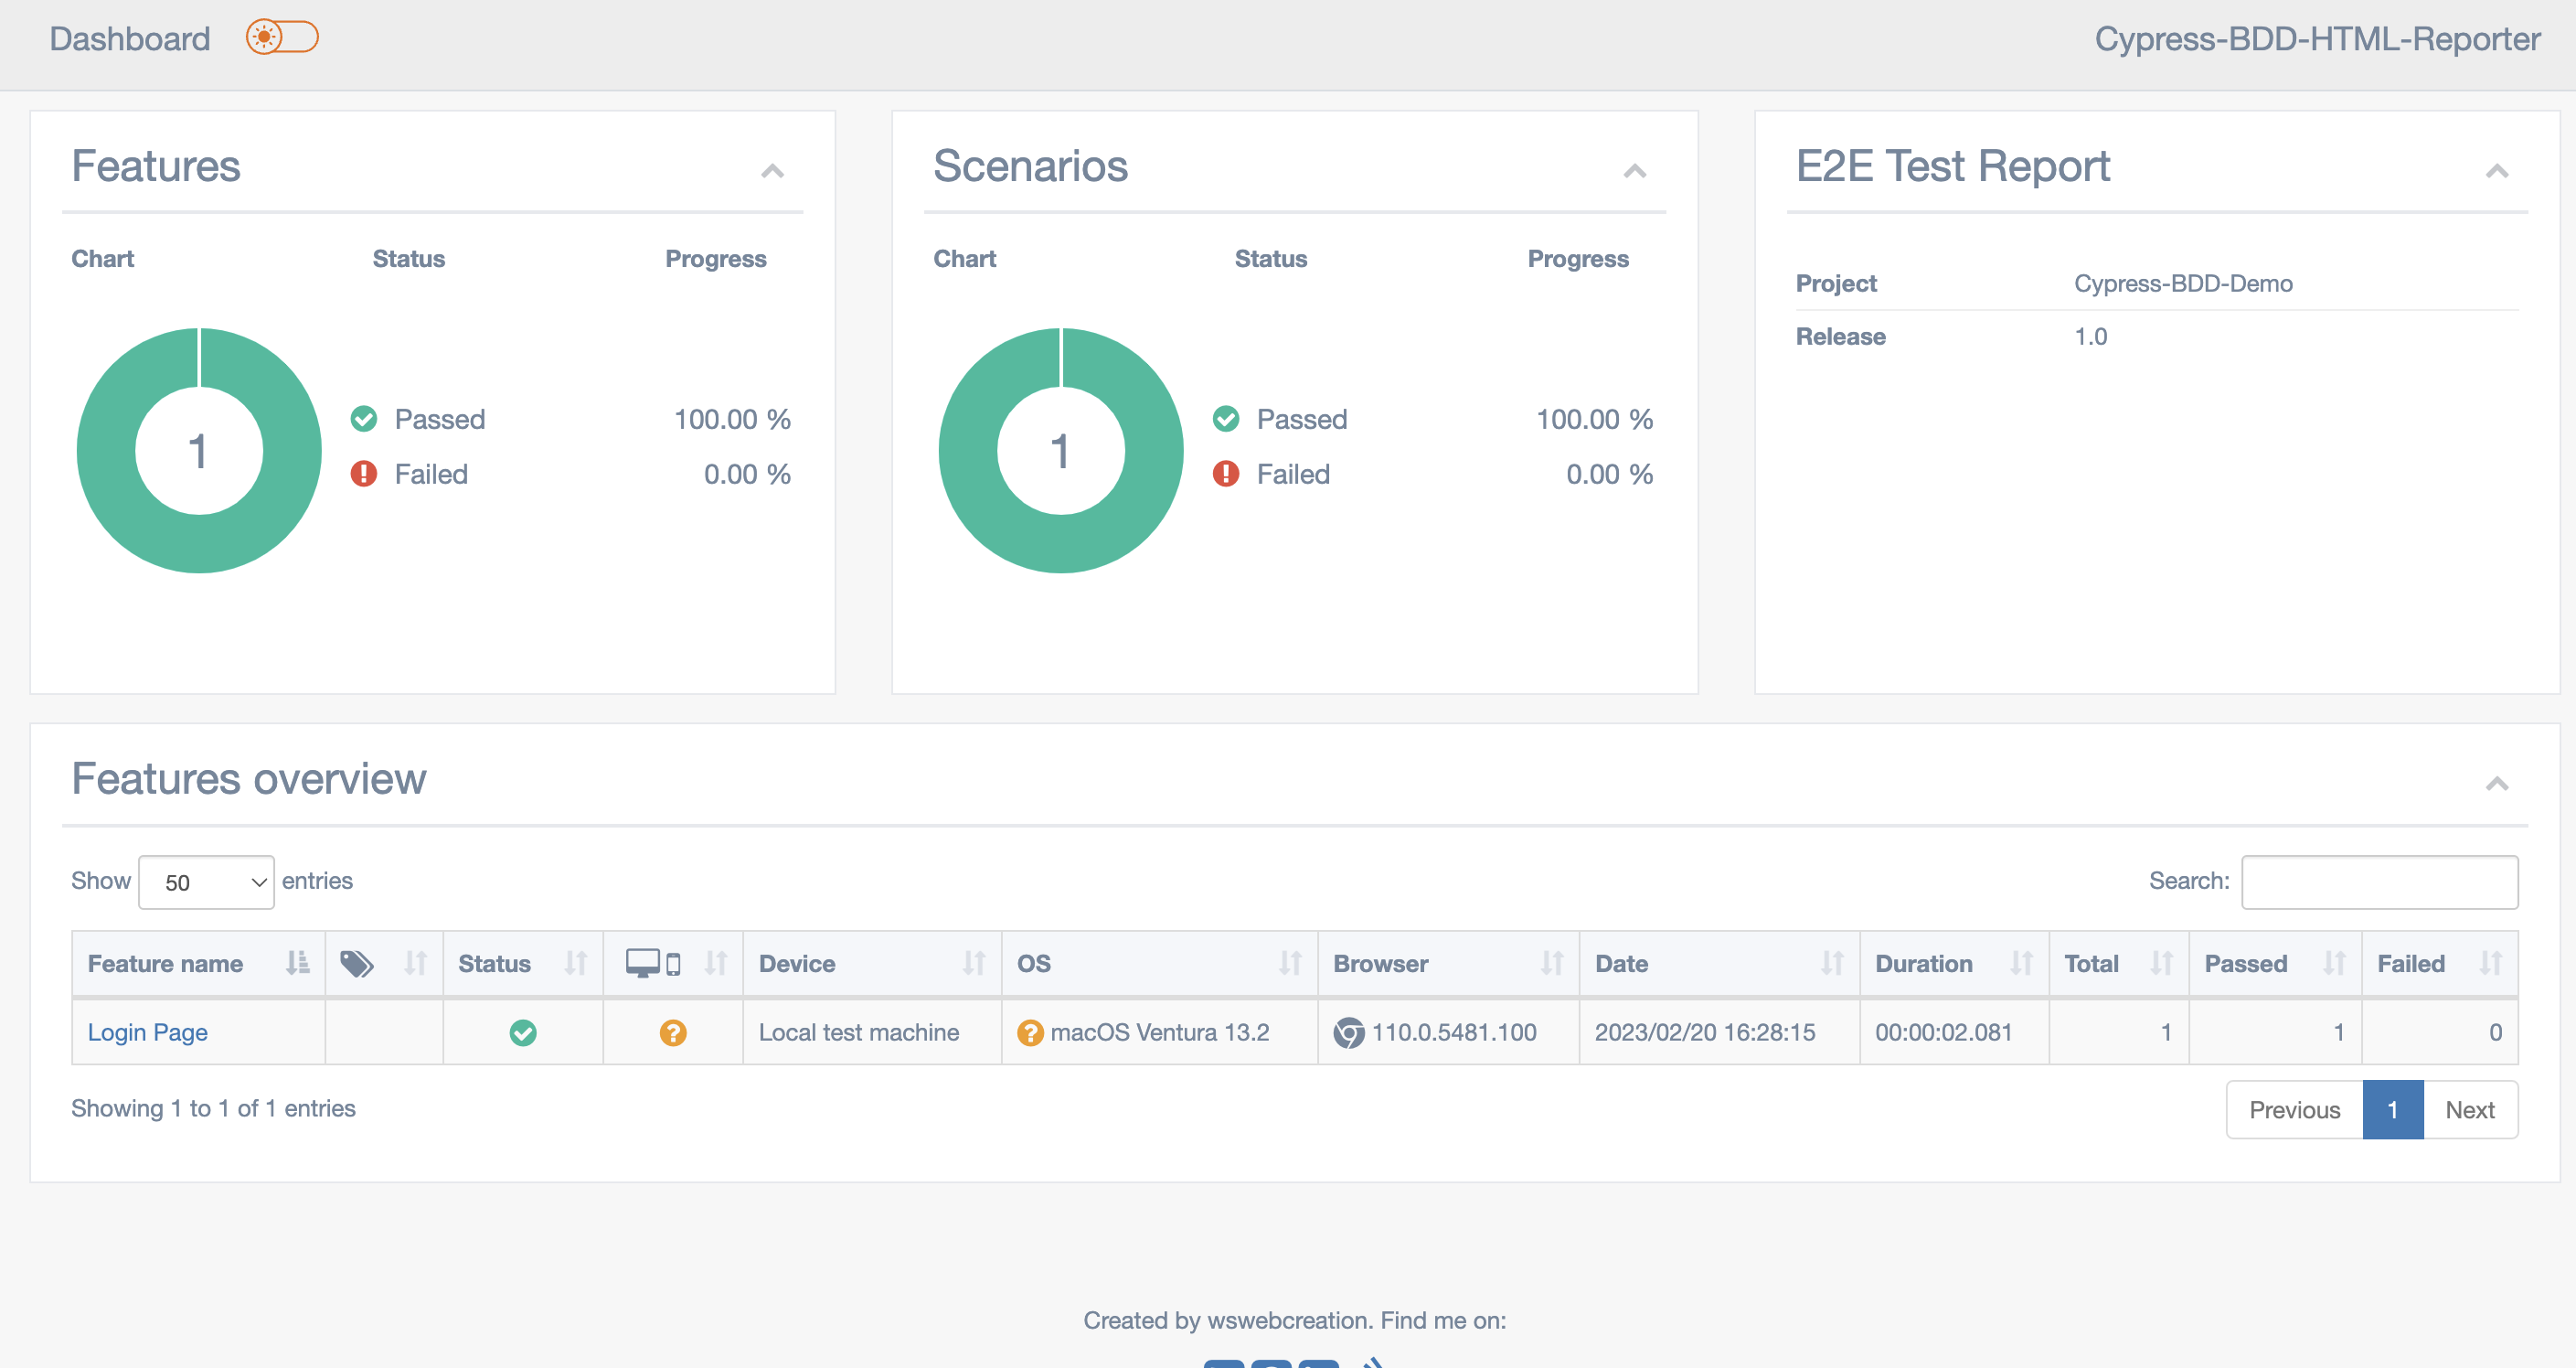 Dashboard
Cypress-BDD-HTML-Reporter
Features
Chart Status Progress
1
Passed 100.00 %
Failed 0.00 %
Scenarios
Chart Status Progress
1
Passed 100.00 %
Failed 0.00 %
E2E Test Report
Project Cypress-BDD-Demo
Release 1.0
Features overview
Show 50 entries
Search:
Feature name Status Device OS Browser Date Duration Total Passed Failed
Login Page Local test machine macOS Ventura 13.2 110.0.5481.100 2023/02/20 16:28:15 00:00:02.081 1 1 0
Showing 1 to 1 of 1 entries
Previous 1 Next
Created by wswebcreation. Find me on: